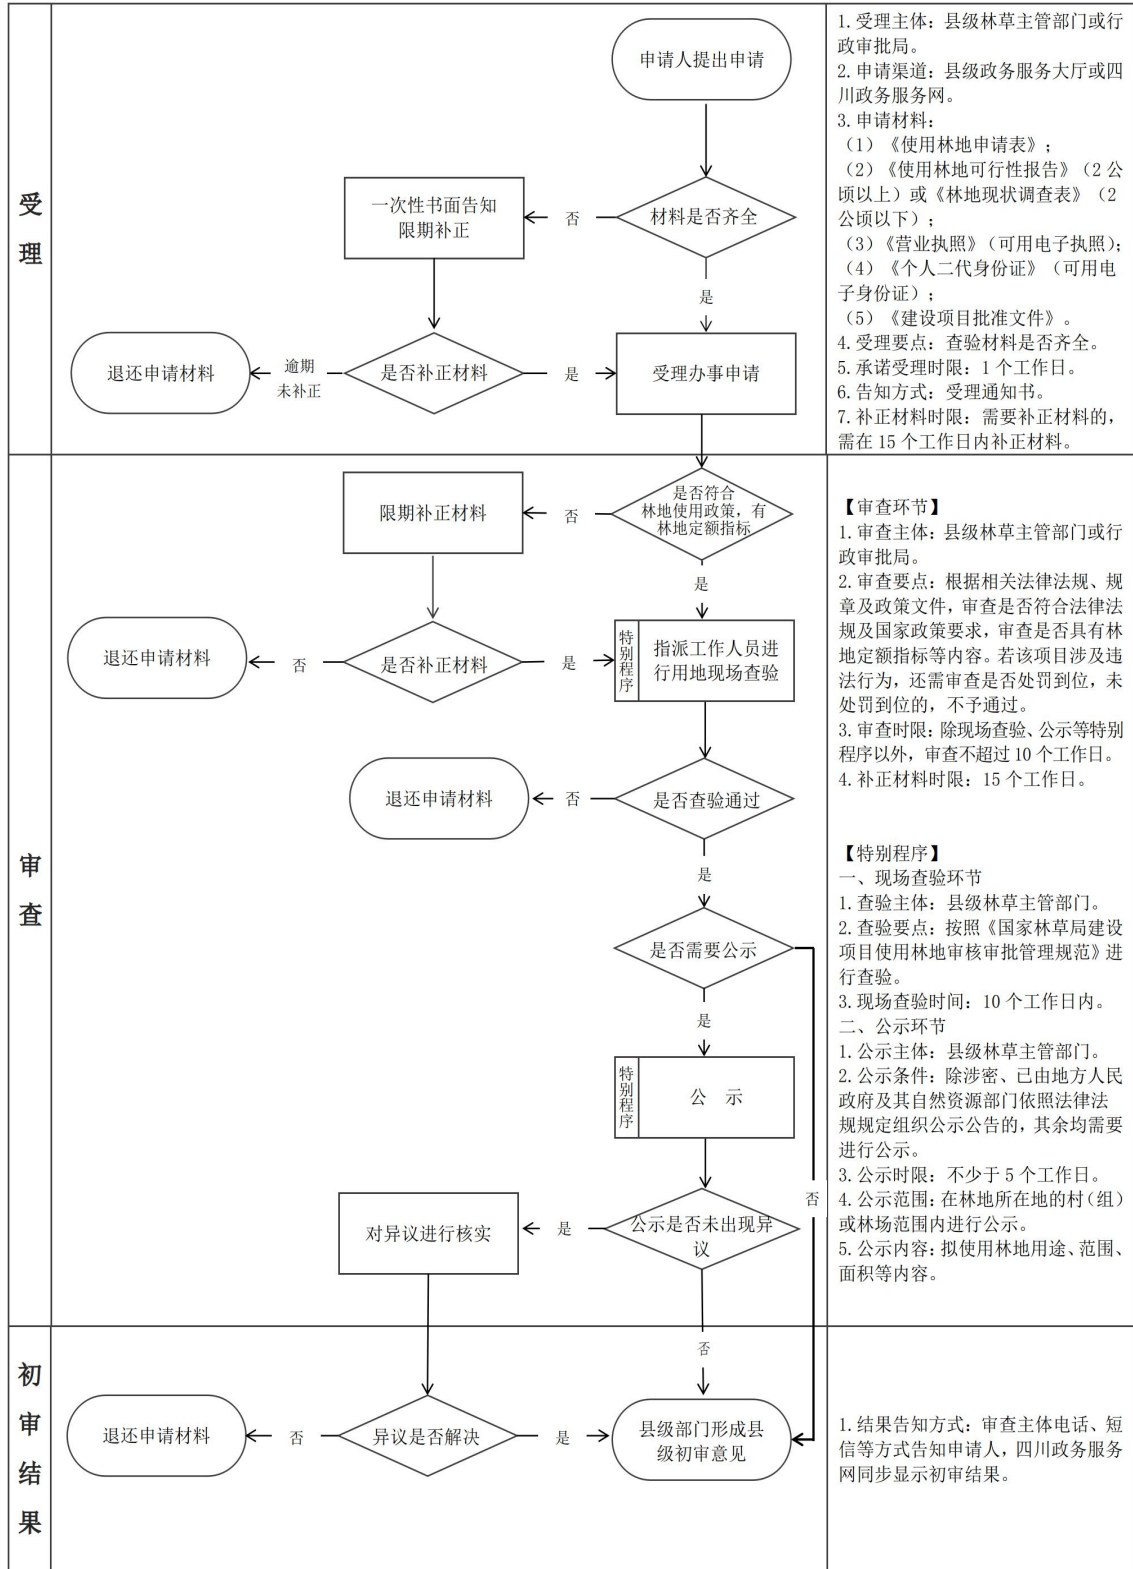 受
理
申请人提出申请
材料是否齐全
否
一次性书面告知
限期补正
是
是否补正材料
逾期
未补正
退还申请材料
是
受理办事申请
1.受理主体：县级林草主管部门或行
政审批局。
2.申请渠道：县级政务服务大厅或四
川政务服务网。
3.申请材料：
（1）《使用林地申请表》；
（2）《使用林地可行性报告》（2公
顷以上）或《林地现状调查表》（2
公顷以下）；
（3）《营业执照》（可用电子执照）；
（4）《个人二代身份证》（可用电
子身份证）；
（5）《建设项目批准文件》。
4.受理要点：查验材料是否齐全。
5.承诺受理时限：1个工作日。
6.告知方式：受理通知书。
7.补正材料时限：需要补正材料的，
需在15个工作日内补正材料。
审
查
是否符合
林地使用政策，有
林地定额指标
否
限期补正材料
是
是否补正材料
否
退还申请材料
是
特别程序
指派工作人员进
行用地现场查验
是否查验通过
否
退还申请材料
是
是否需要公示
是
否
特别程序
公 示
公示是否未出现异
议
是
对异议进行核实
否
【审查环节】
1.审查主体：县级林草主管部门或行
政审批局。
2.审查要点：根据相关法律法规、规
章及政策文件，审查是否符合法律法
规及国家政策要求，审查是否具有林
地定额指标等内容。若该项目涉及违
法行为，还需审查是否处罚到位，未
处罚到位的，不予通过。
3.审查时限：除现场查验、公示等特别
程序以外，审查不超过10个工作日。
4.补正材料时限：15个工作日。
【特别程序】
一、现场查验环节
1.查验主体：县级林草主管部门。
2.查验要点：按照《国家林草局建设
项目使用林地审核审批管理规范》进
行查验。
3.现场查验时间：10个工作日内。
二、公示环节
1.公示主体：县级林草主管部门。
2.公示条件：除涉密、已由地方人民
政府及其自然资源部门依照法律法
规规定组织公示公告的，其余均需要
进行公示。
3.公示时限：不少于5个工作日。
4.公示范围：在林地所在地的村（组）
或林场范围内进行公示。
5.公示内容：拟使用林地用途、范围、
面积等内容。
初
审
结
果
异议是否解决
否
退还申请材料
是
县级部门形成县
级初审意见
1.结果告知方式：审查主体电话、短
信等方式告知申请人，四川政务服务
网同步显示初审结果。